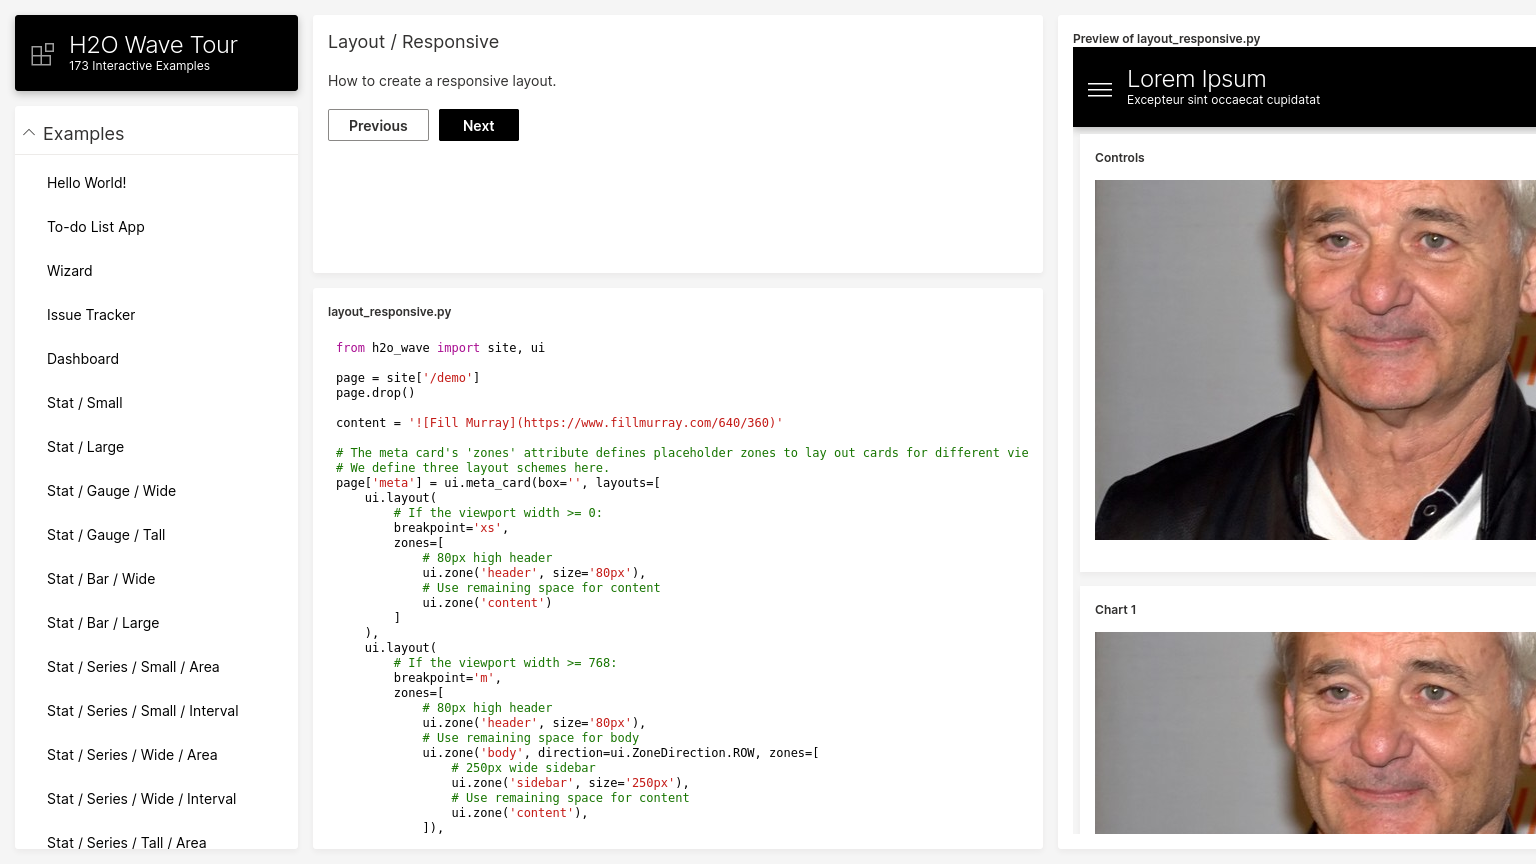 H2O Wave Tour
173 Interactive Examples
Examples
Hello World!
To-do List App
Wizard
Issue Tracker
Dashboard
Stat / Small
Stat / Large
Stat / Gauge / Wide
Stat / Gauge / Tall
Stat / Bar / Wide
Stat / Bar / Large
Stat / Series / Small / Area
Stat / Series / Small / Interval
Stat / Series / Wide / Area
Stat / Series / Wide / Interval
Stat / Series / Tall / Area
Layout / Responsive
How to create a responsive layout.
Previous
Next
layout_responsive.py
from h2o_wave import site, ui
page = site['/demo']
page.drop()
content = '![Fill Murray](https://www.fillmurray.com/640/360)'
# The meta card's 'zones' attribute defines placeholder zones to lay out cards for different vie
# We define three layout schemes here.
page['meta'] = ui.meta_card(box='', layouts=[
    ui.layout(
        # If the viewport width >= 0:
        breakpoint='xs',
        zones=[
            # 80px high header
            ui.zone('header', size='80px'),
            # Use remaining space for content
            ui.zone('content')
        ]
    ),
    ui.layout(
        # If the viewport width >= 768:
        breakpoint='m',
        zones=[
            # 80px high header
            ui.zone('header', size='80px'),
            # Use remaining space for body
            ui.zone('body', direction=ui.ZoneDirection.ROW, zones=[
                # 250px wide sidebar
                ui.zone('sidebar', size='250px'),
                # Use remaining space for content
                ui.zone('content'),
            ]),
Preview of layout_responsive.py
Lorem Ipsum
Excepteur sint occaecat cupidatat
Controls
Chart 1